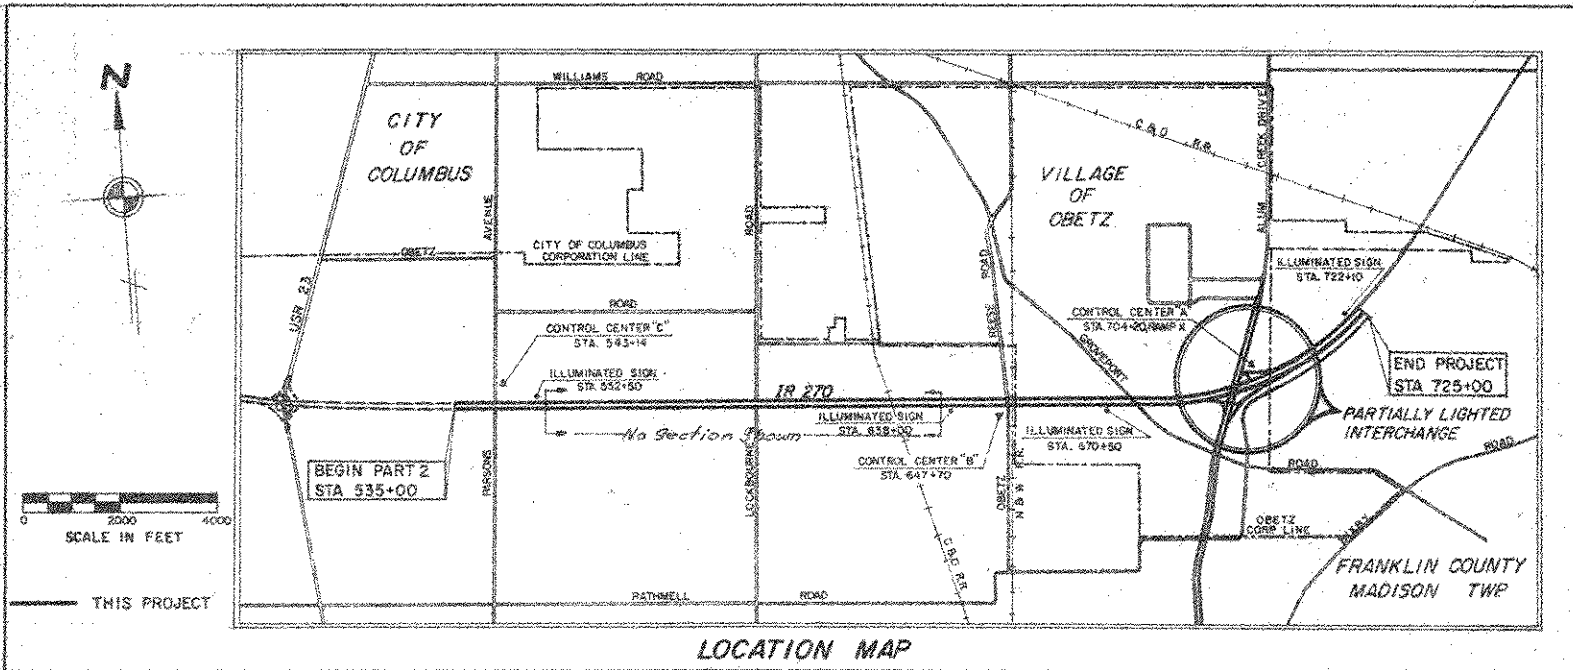 N
WILLIAMS ROAD
CITY
OF
COLUMBUS
AVENUE
ROAD
C & O R.R.
VILLAGE
OF
OBETZ
ALUM CREEK DRIVE
OBETZ
CITY OF COLUMBUS
CORPORATION LINE
USR 23
ROAD
REESE ROAD
ILLUMINATED SIGN
STA. 722+10
CONTROL CENTER "C"
STA. 543+14
CONTROL CENTER "A"
STA. 704+20, RAMP K
GROVEPORT
ILLUMINATED SIGN
STA. 552+50
IR 270
ILLUMINATED SIGN
STA. 638+00
No Section Shown
ILLUMINATED SIGN
STA. 670+50
END PROJECT
STA 725+00
PARTIALLY LIGHTED
INTERCHANGE
BEGIN PART 2
STA 535+00
PARSONS
LOCKBOURNE
CONTROL CENTER "B"
STA. 647+70
OBETZ
N & W R.R.
ROAD
ROAD
0 2000 4000
SCALE IN FEET
OBETZ
CORP LINE
C & O R.R.
FRANKLIN COUNTY
MADISON TWP
THIS PROJECT
RATHMELL ROAD
LOCATION MAP